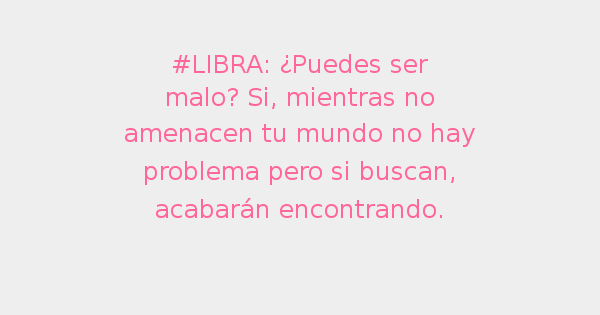 #LIBRA: ¿Puedes ser
malo? Si, mientras no
amenacen tu mundo no hay
problema pero si buscan,
acabarán encontrando.